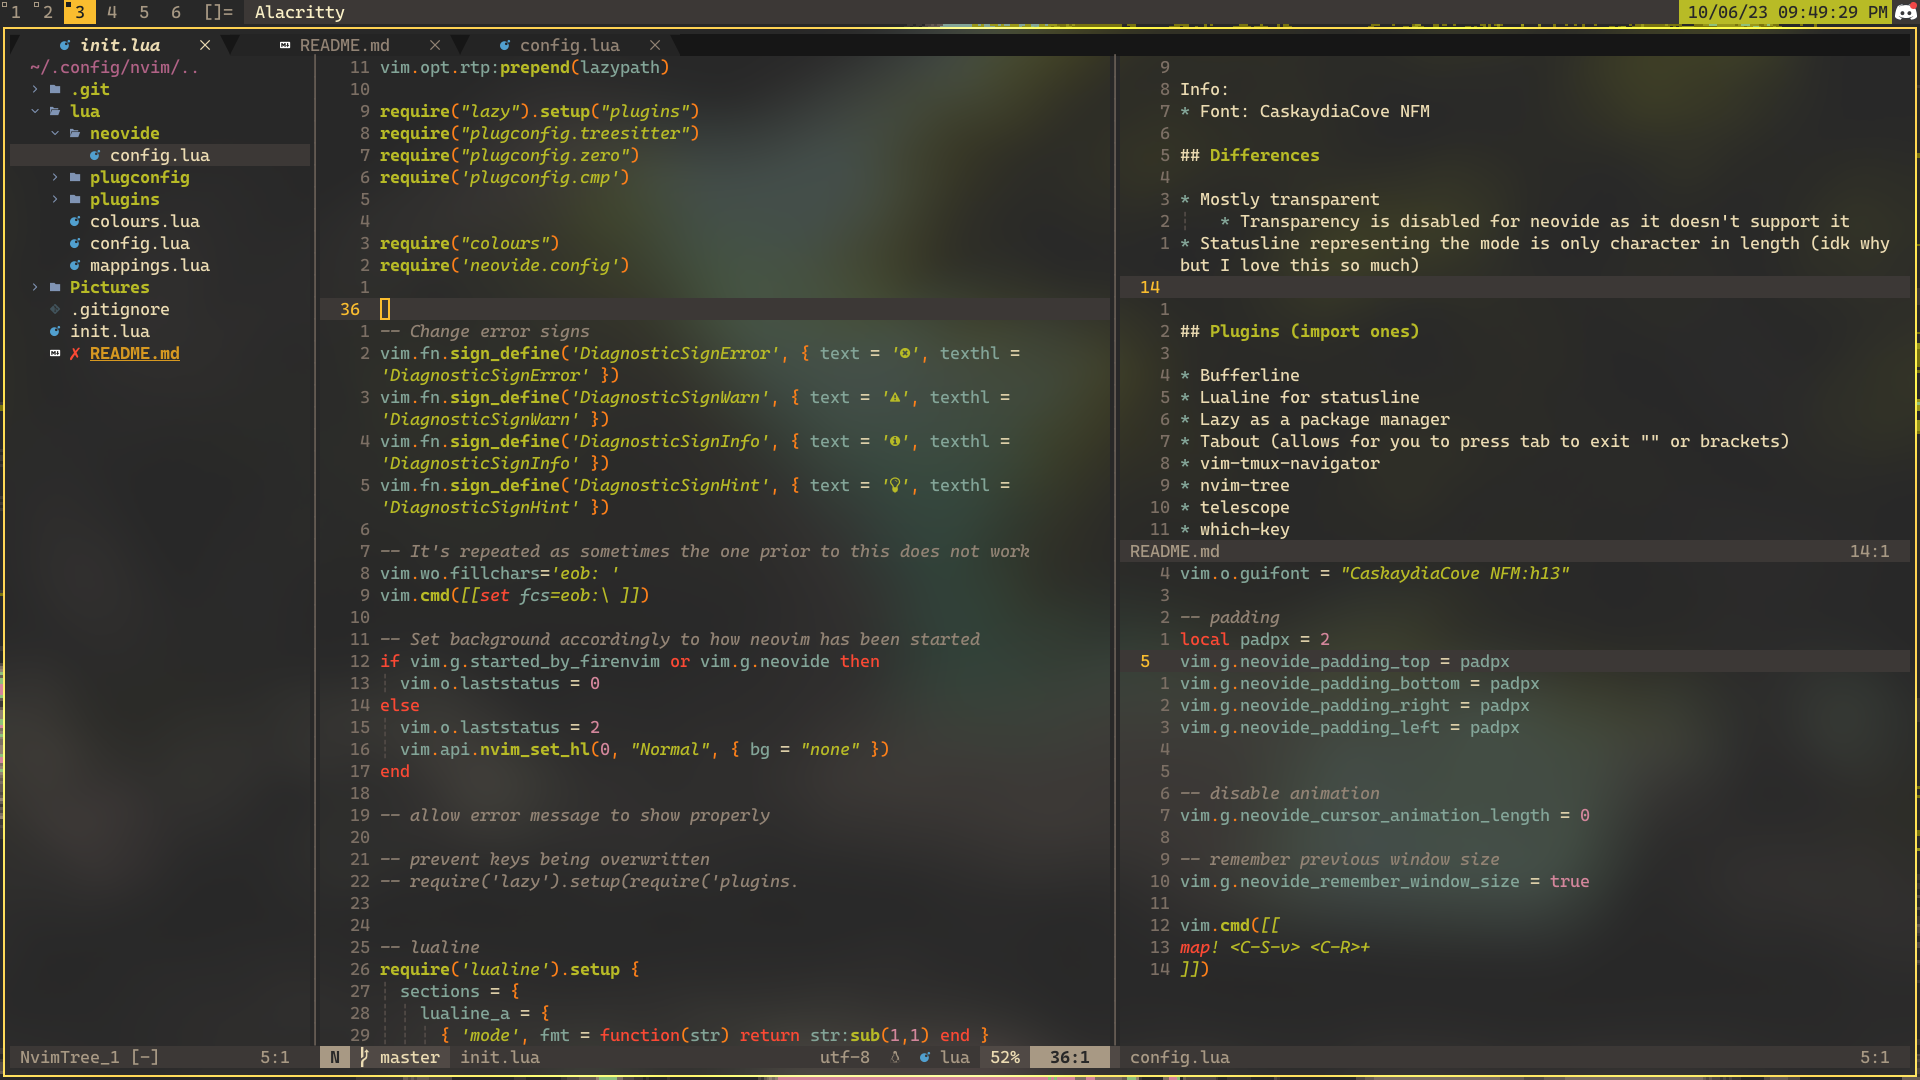 1 2 3 4 5 6 []= Alacritty
10/06/23 09:49:29 PM
init.lua × README.md × config.lua ×
~/.config/nvim/..
.git
lua
neovide
config.lua
plugconfig
plugins
colours.lua
config.lua
mappings.lua
Pictures
.gitignore
init.lua
✗ README.md
NvimTree_1 [-] 5:1
11 vim.opt.rtp:prepend(lazypath)
10
9 require("lazy").setup("plugins")
8 require("plugconfig.treesitter")
7 require("plugconfig.zero")
6 require('plugconfig.cmp')
5
4
3 require("colours")
2 require('neovide.config')
1
36
1 -- Change error signs
2 vim.fn.sign_define('DiagnosticSignError', { text = '', texthl =
'DiagnosticSignError' })
3 vim.fn.sign_define('DiagnosticSignWarn', { text = '', texthl =
'DiagnosticSignWarn' })
4 vim.fn.sign_define('DiagnosticSignInfo', { text = '', texthl =
'DiagnosticSignInfo' })
5 vim.fn.sign_define('DiagnosticSignHint', { text = '', texthl =
'DiagnosticSignHint' })
6
7 -- It's repeated as sometimes the one prior to this does not work
8 vim.wo.fillchars='eob: '
9 vim.cmd([[set fcs=eob:\ ]])
10
11 -- Set background accordingly to how neovim has been started
12 if vim.g.started_by_firenvim or vim.g.neovide then
13 vim.o.laststatus = 0
14 else
15 vim.o.laststatus = 2
16 vim.api.nvim_set_hl(0, "Normal", { bg = "none" })
17 end
18
19 -- allow error message to show properly
20
21 -- prevent keys being overwritten
22 -- require('lazy').setup(require('plugins.
23
24
25 -- lualine
26 require('lualine').setup {
27 sections = {
28 lualine_a = {
29 { 'mode', fmt = function(str) return str:sub(1,1) end }
N master init.lua utf-8 lua 52% 36:1
9
8 Info:
7 * Font: CaskaydiaCove NFM
6
5 ## Differences
4
3 * Mostly transparent
2 * Transparency is disabled for neovide as it doesn't support it
1 * Statusline representing the mode is only character in length (idk why
but I love this so much)
14
1
2 ## Plugins (import ones)
3
4 * Bufferline
5 * Lualine for statusline
6 * Lazy as a package manager
7 * Tabout (allows for you to press tab to exit "" or brackets)
8 * vim-tmux-navigator
9 * nvim-tree
10 * telescope
11 * which-key
README.md 14:1
4 vim.o.guifont = "CaskaydiaCove NFM:h13"
3
2 -- padding
1 local padpx = 2
5 vim.g.neovide_padding_top = padpx
1 vim.g.neovide_padding_bottom = padpx
2 vim.g.neovide_padding_right = padpx
3 vim.g.neovide_padding_left = padpx
4
5
6 -- disable animation
7 vim.g.neovide_cursor_animation_length = 0
8
9 -- remember previous window size
10 vim.g.neovide_remember_window_size = true
11
12 vim.cmd([[
13 map! <C-S-v> <C-R>+
14 ]])
config.lua 5:1